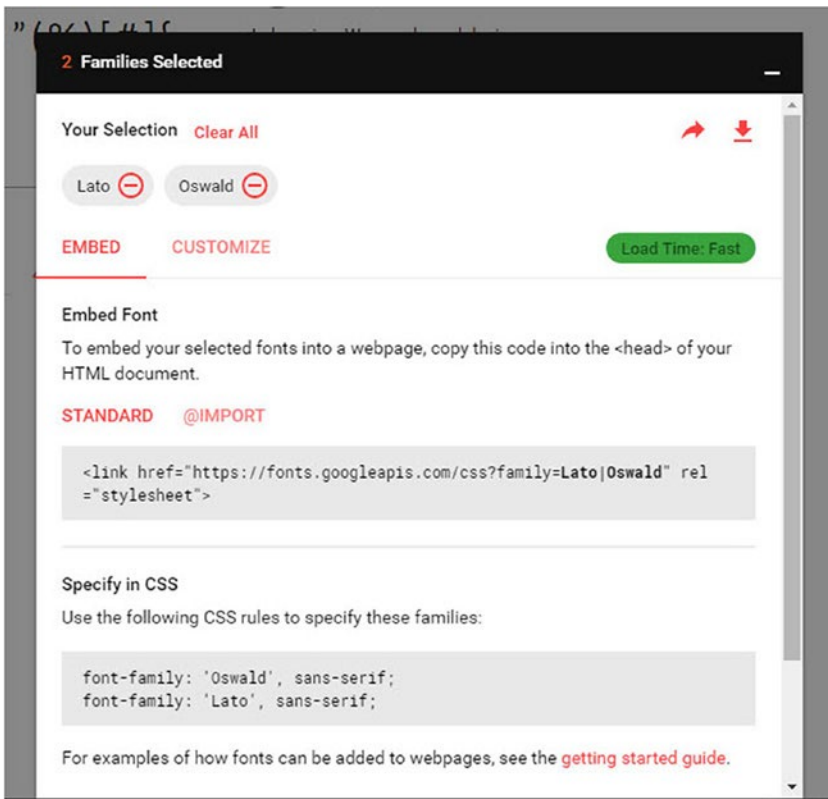 2 Families Selected
Your Selection Clear All
Lato Oswald
EMBED CUSTOMIZE Load Time: Fast
Embed Font
To embed your selected fonts into a webpage, copy this code into the <head> of your
HTML document.
STANDARD @IMPORT
<link href="https://fonts.googleapis.com/css?family=Lato|Oswald" rel
="stylesheet">
Specify in CSS
Use the following CSS rules to specify these families:
font-family: 'Oswald', sans-serif;
font-family: 'Lato', sans-serif;
For examples of how fonts can be added to webpages, see the getting started guide.